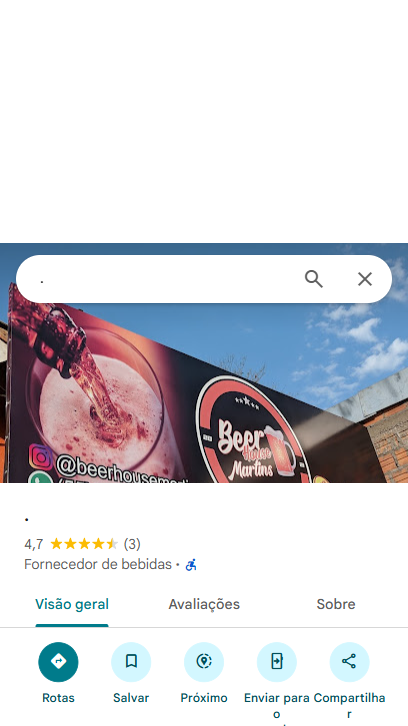 .
@beerhousemarti
Beer
House
Martins
.
4,7 (3)
Fornecedor de bebidas ·
Visão geral Avaliações Sobre
Rotas Salvar Próximo Enviar para o Compartilhar